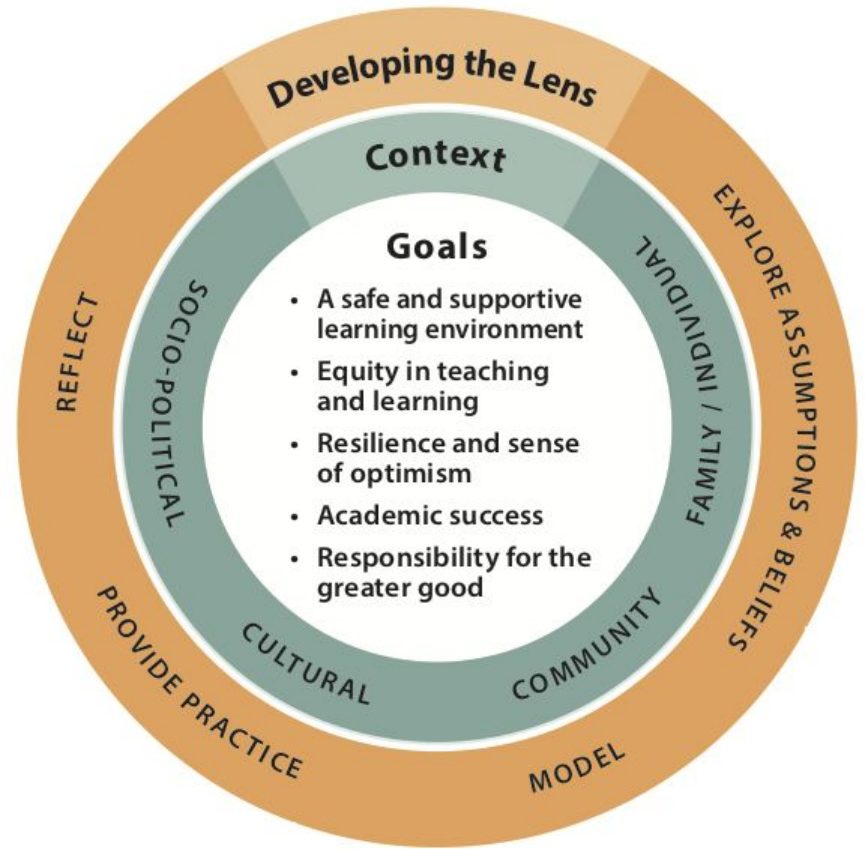 Developing the Lens
Context
Goals
• A safe and supportive
learning environment
• Equity in teaching
and learning
• Resilience and sense
of optimism
• Academic success
• Responsibility for the
greater good
EXPLORE ASSUMPTIONS & BELIEFS
MODEL
PROVIDE PRACTICE
REFLECT
FAMILY / INDIVIDUAL
COMMUNITY
CULTURAL
SOCIO-POLITICAL